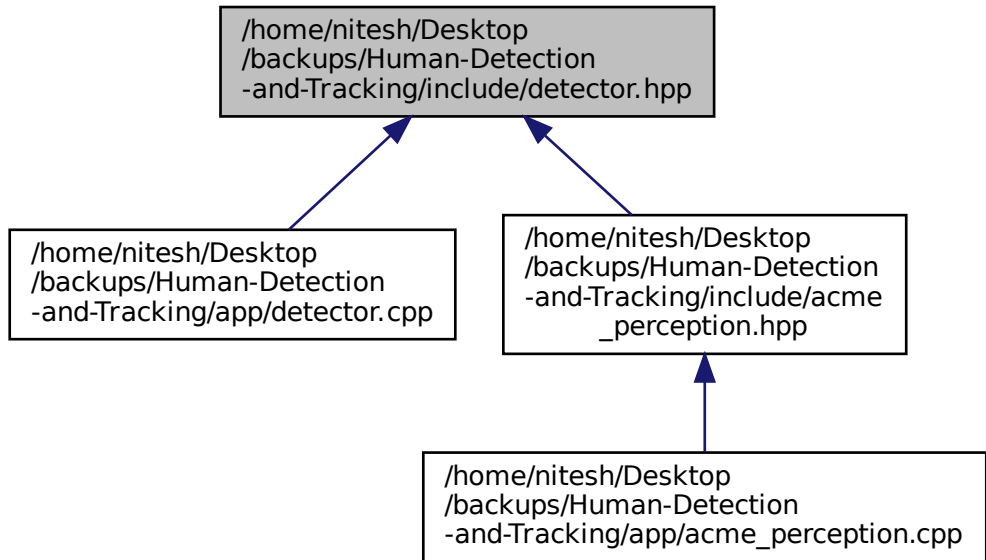 /home/nitesh/Desktop
/backups/Human-Detection
-and-Tracking/include/detector.hpp
/home/nitesh/Desktop
/backups/Human-Detection
-and-Tracking/app/detector.cpp
/home/nitesh/Desktop
/backups/Human-Detection
-and-Tracking/include/acme
_perception.hpp
/home/nitesh/Desktop
/backups/Human-Detection
-and-Tracking/app/acme_perception.cpp